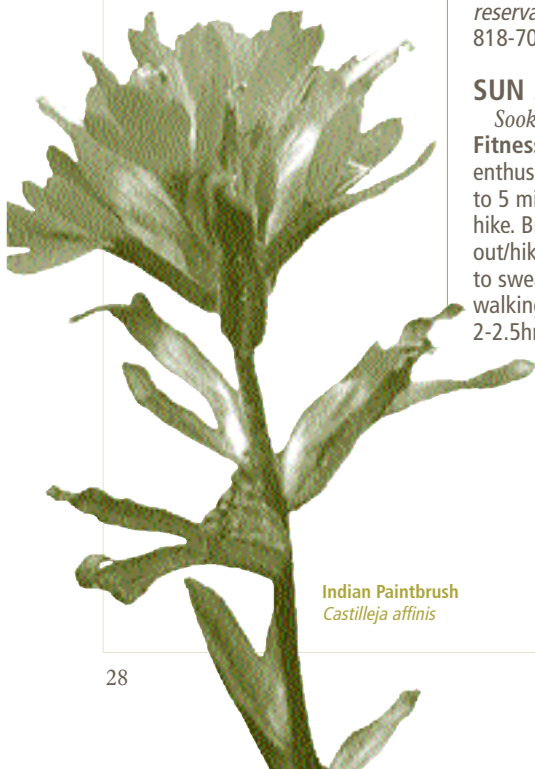 reserva
818-70
SUN
Sook
Fitness
enthus
to 5 mi
hike. B
out/hik
to swea
walking
2-2.5hr
Indian Paintbrush
Castilleja affinis
28